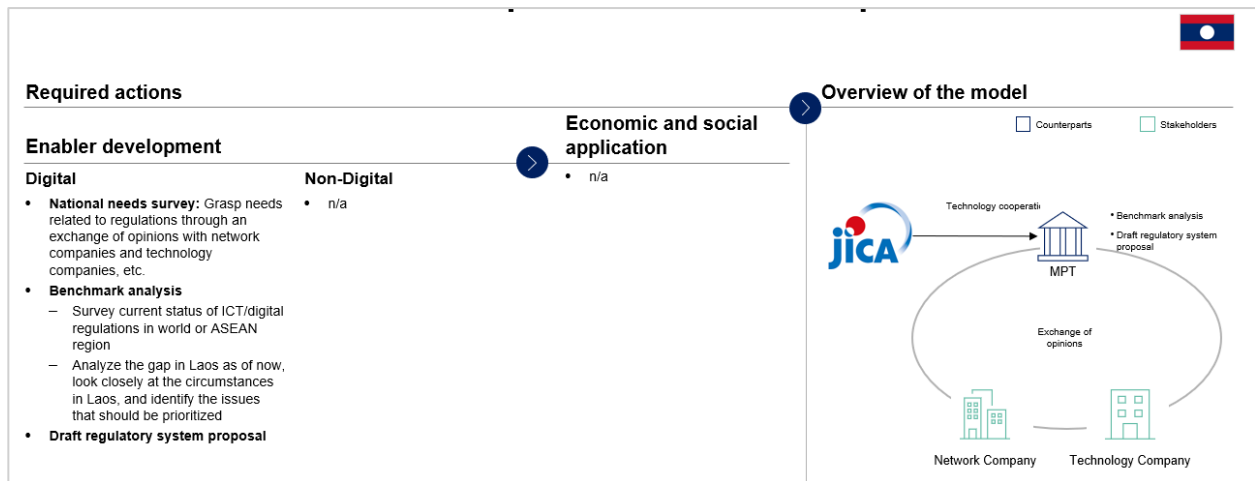 Required actions
Overview of the model
Counterparts
Stakeholders
Enabler development
Economic and social
application
Digital
Non-Digital
• n/a
• National needs survey: Grasp needs
related to regulations through an
exchange of opinions with network
companies and technology
companies, etc.
• Benchmark analysis
– Survey current status of ICT/digital
regulations in world or ASEAN
region
– Analyze the gap in Laos as of now,
look closely at the circumstances
in Laos, and identify the issues
that should be prioritized
• Draft regulatory system proposal
• n/a
jICA
Technology cooperati
• Benchmark analysis
• Draft regulatory system
proposal
MPT
Exchange of
opinions
Network Company
Technology Company